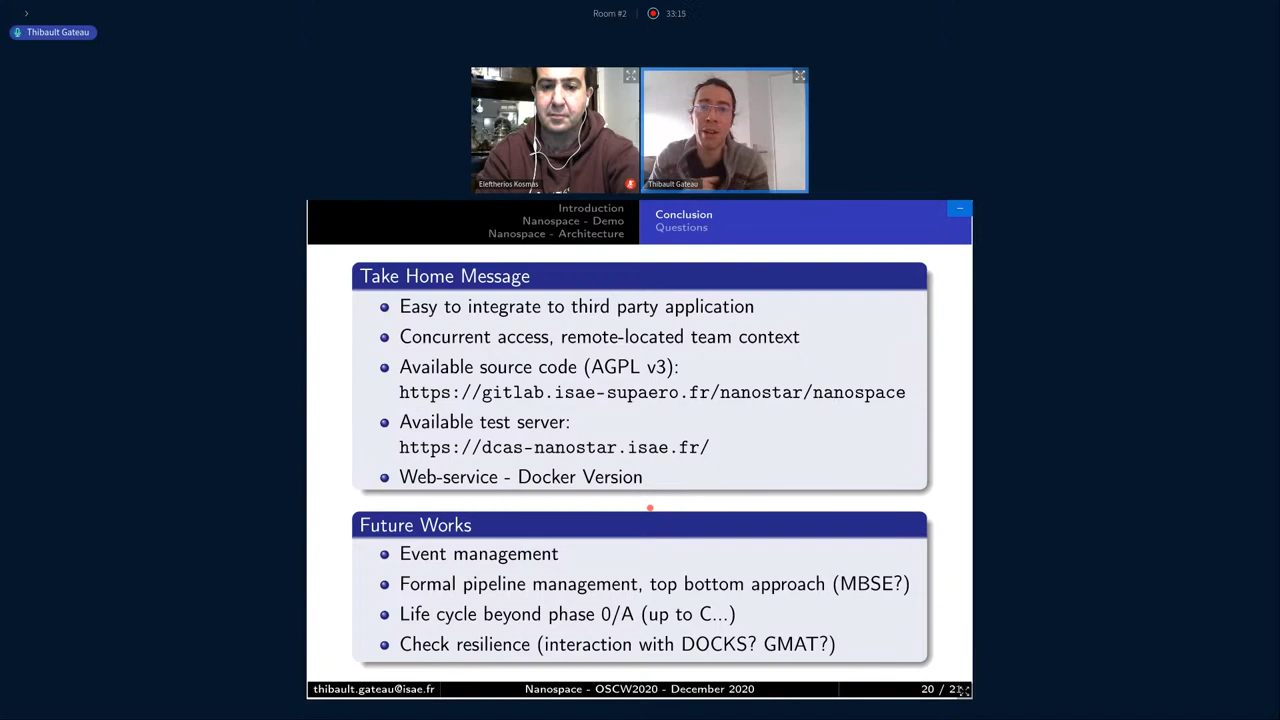 Room #2
33:15
Thibault Gateau
Eleftherios Kosmas
Thibault Gateau
Introduction
Nanospace - Demo
Nanospace - Architecture
Conclusion
Questions
Take Home Message
Easy to integrate to third party application
Concurrent access, remote-located team context
Available source code (AGPL v3):
https://gitlab.isae-supaero.fr/nanostar/nanospace
Available test server:
https://dcas-nanostar.isae.fr/
Web-service - Docker Version
Future Works
Event management
Formal pipeline management, top bottom approach (MBSE?)
Life cycle beyond phase 0/A (up to C...)
Check resilience (interaction with DOCKS? GMAT?)
thibault.gateau@isae.fr
Nanospace - OSCW2020 - December 2020
20 / 21